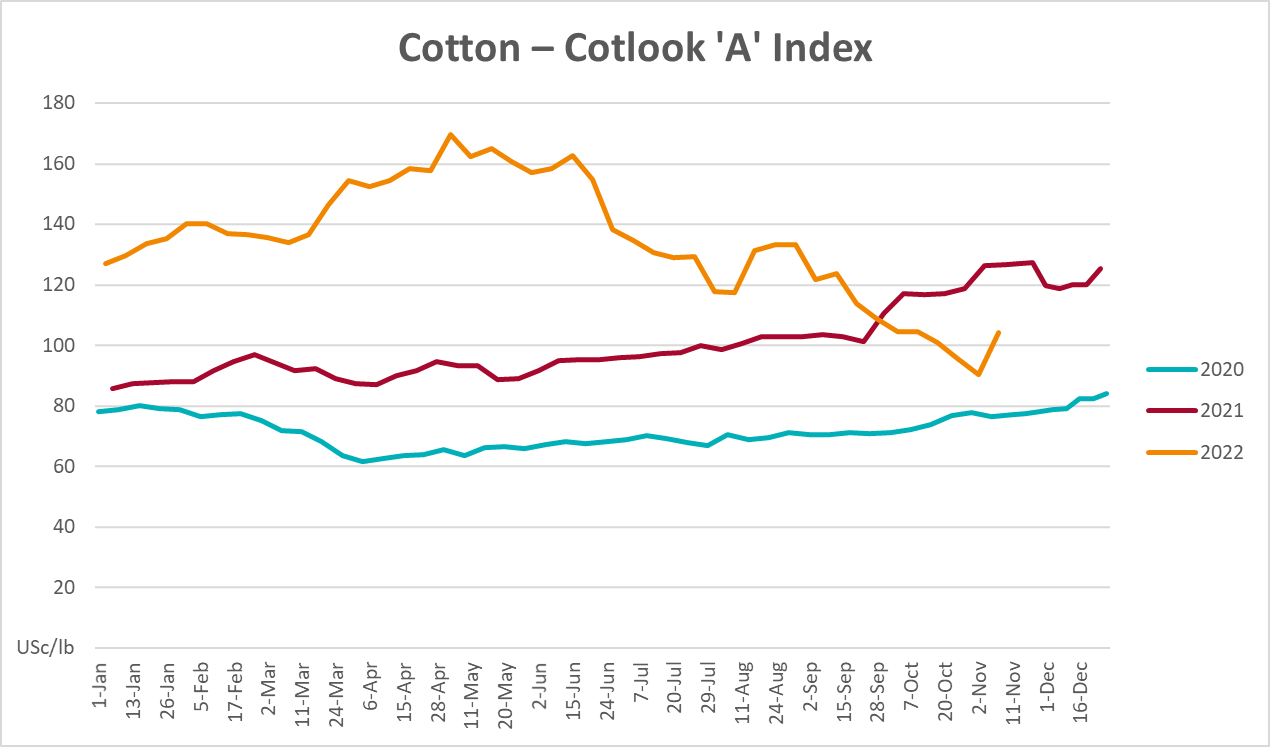 Cotton – Cotlook 'A' Index
180
160
140
120
100
80
60
40
20
USc/lb
1-Jan
13-Jan
26-Jan
5-Feb
17-Feb
2-Mar
11-Mar
24-Mar
6-Apr
15-Apr
28-Apr
11-May
20-May
2-Jun
15-Jun
24-Jun
7-Jul
20-Jul
29-Jul
11-Aug
24-Aug
2-Sep
15-Sep
28-Sep
7-Oct
20-Oct
2-Nov
11-Nov
1-Dec
16-Dec
2020
2021
2022